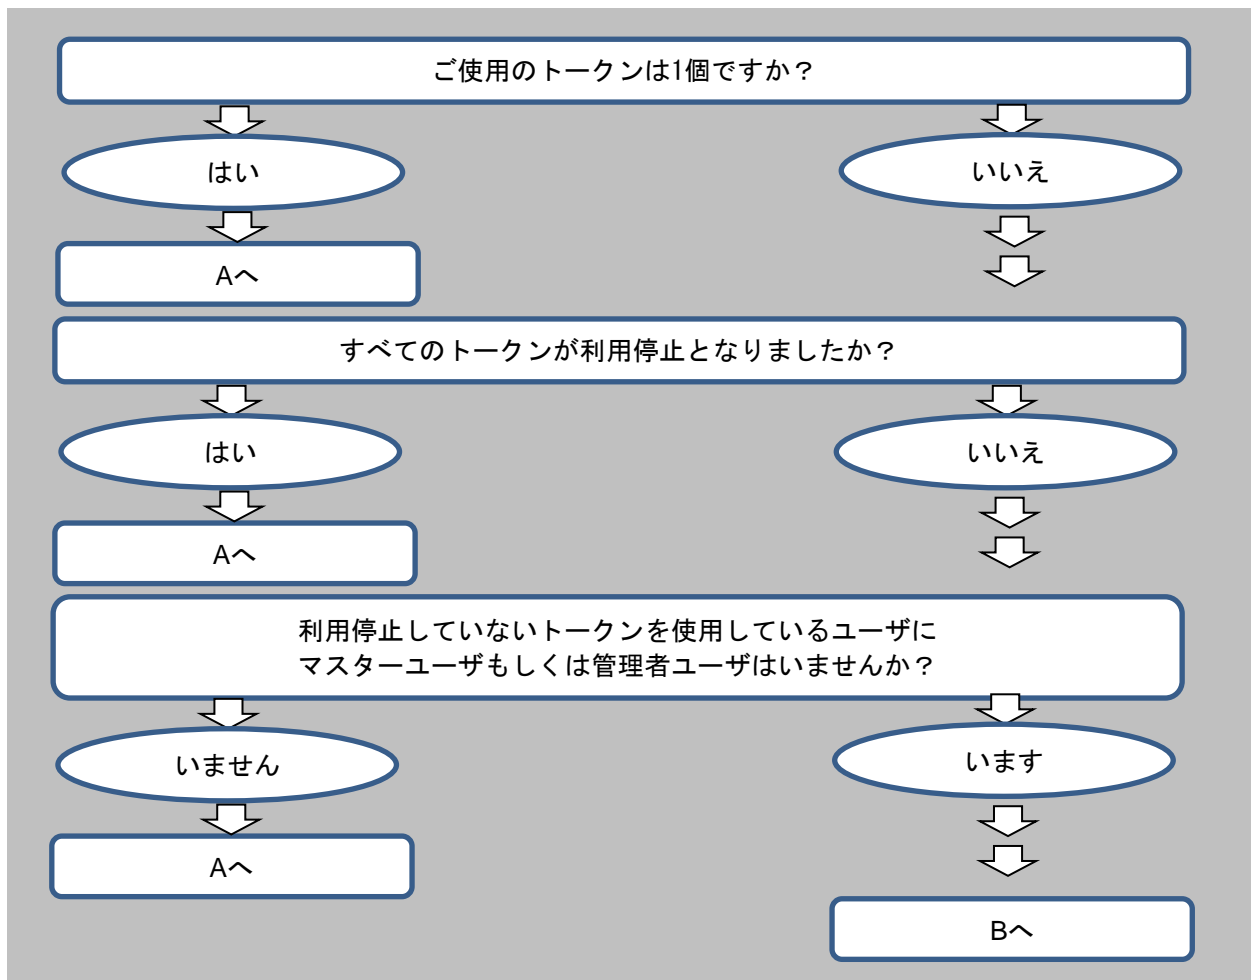 ご使用のトークンは1個ですか？
はい
いいえ
Aへ
すべてのトークンが利用停止となりましたか？
はい
いいえ
Aへ
利用停止していないトークンを使用しているユーザに
マスターユーザもしくは管理者ユーザはいませんか？
いません
います
Aへ
Bへ